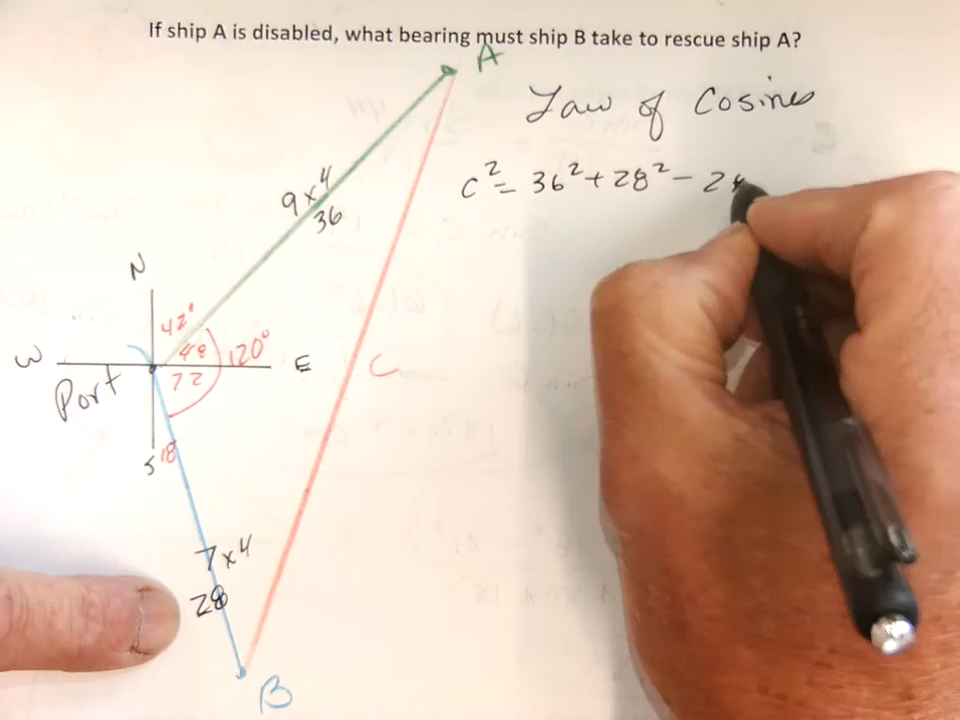 If ship A is disabled, what bearing must ship B take to rescue ship A?
A
Law of Cosines
c² = 36² + 28² - 2
9x4
36
N
42°
48
120°
W
E
Port
72
C
S
18
7x4
28
B